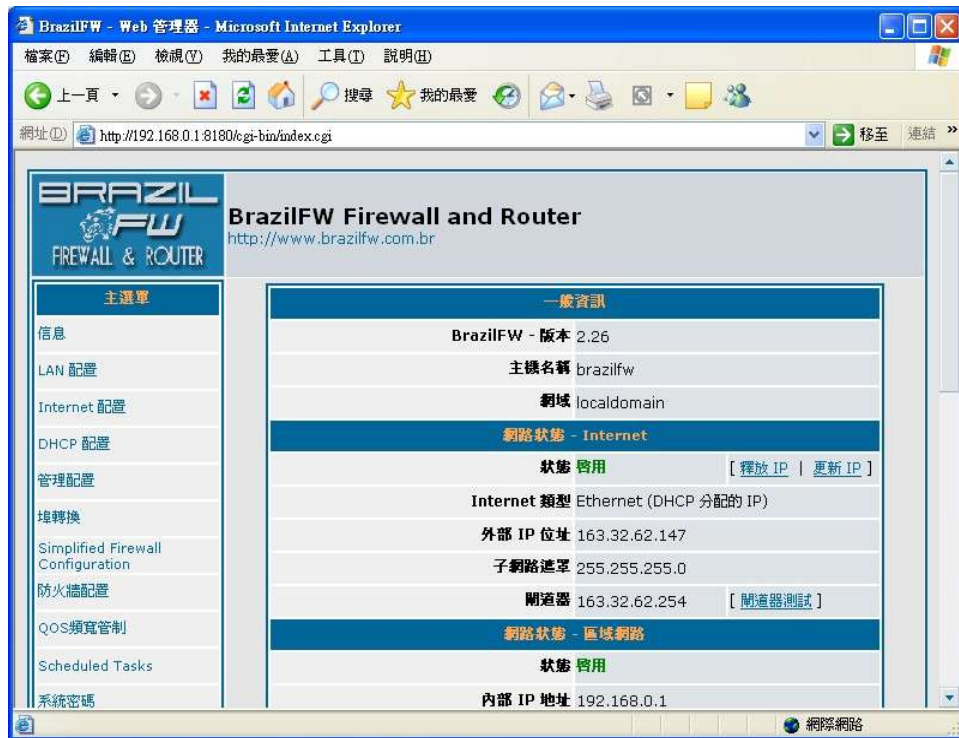 BrazilFW - Web 管理器 - Microsoft Internet Explorer
檔案(F) 編輯(E) 檢視(V) 我的最愛(A) 工具(T) 說明(H)
上一頁 搜尋 我的最愛
網址(D) http://192.168.0.1:8180/cgi-bin/index.cgi 移至 連結 »
BRAZIL
FW
FIREWALL & ROUTER
BrazilFW Firewall and Router
http://www.brazilfw.com.br
主選單
信息
LAN 配置
Internet 配置
DHCP 配置
管理配置
埠轉換
Simplified Firewall
Configuration
防火牆配置
QOS頻寬管制
Scheduled Tasks
系統密碼
一般資訊
BrazilFW - 版本 2.26
主機名稱 brazilfw
網域 localdomain
網路狀態 - Internet
狀態 啓用 [ 釋放 IP | 更新 IP ]
Internet 類型 Ethernet (DHCP 分配的 IP)
外部 IP 位址 163.32.62.147
子網路遮罩 255.255.255.0
閘道器 163.32.62.254 [ 閘道器測試 ]
網路狀態 - 區域網路
狀態 啓用
內部 IP 地址 192.168.0.1
網際網路